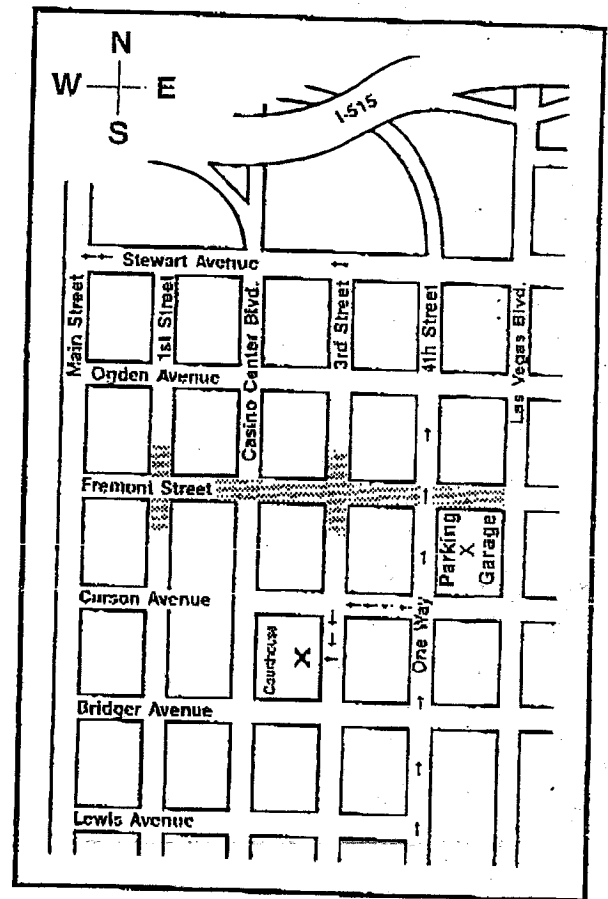 N
W E
S
I-515
Stewart Avenue
Main Street
1st Street
Casino Center Blvd.
3rd Street
4th Street
Las Vegas Blvd.
Ogden Avenue
Fremont Street
Parking
X
Garage
Curson Avenue
One Way
Courthouse
X
Bridger Avenue
Lewis Avenue